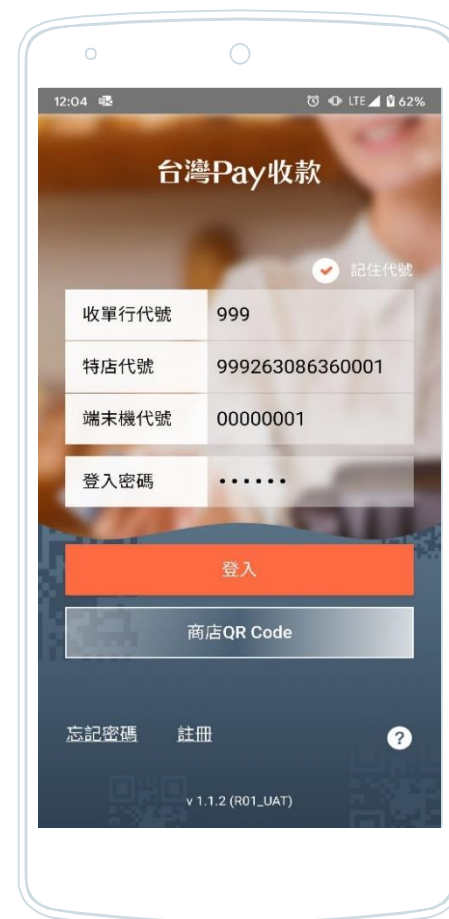 12:04 LTE 62%
台灣Pay收款
記住代號
收單行代號 999
特店代號 999263086360001
端末機代號 00000001
登入密碼 ••••••
登入
商店QR Code
忘記密碼 註冊 ?
v 1.1.2 (R01_UAT)